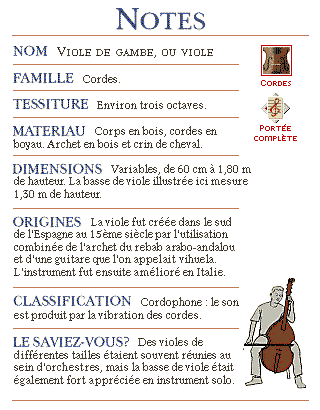 NOTES
NOM VIOLE DE GAMBE, OU VIOLE
FAMILLE Cordes.
CORDES
TESSITURE Environ trois octaves.
PORTÉE
COMPLÈTE
MATERIAU Corps en bois, cordes en
boyau. Archet en bois et crin de cheval.
DIMENSIONS Variables, de 60 cm à 1,80 m
de hauteur. La basse de viole illustrée ici mesure
1,30 m de hauteur.
ORIGINES La viole fut créée dans le sud
de l'Espagne au 15ème siècle par l'utilisation
combinée de l'archet du rebab arabo-andalou
et d'une guitare que l'on appelait vihuela.
L'instrument fut ensuite amélioré en Italie.
CLASSIFICATION Cordophone : le son
est produit par la vibration des cordes.
LE SAVIEZ-VOUS? Des violes de
différentes tailles étaient souvent réunies au
sein d'orchestres, mais la basse de viole était
également fort appréciée en instrument solo.